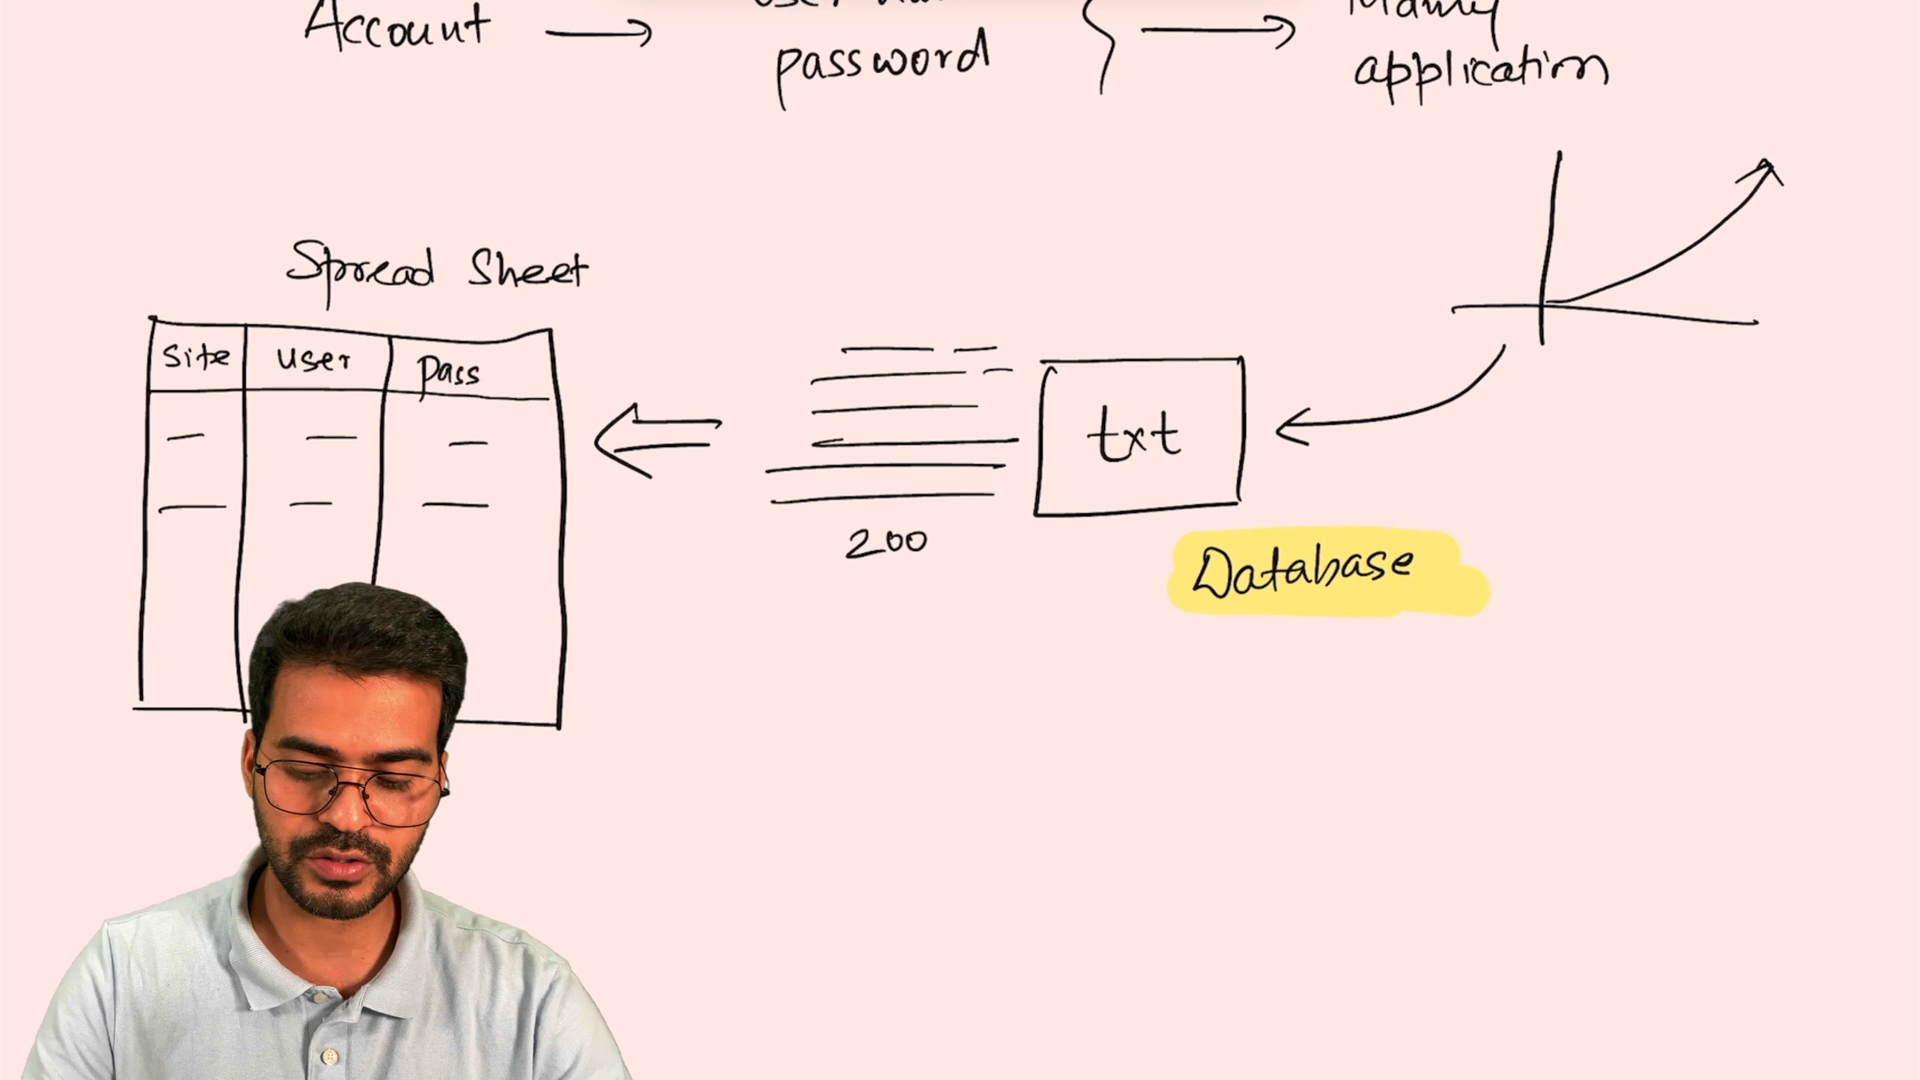 Account
password
application
Spread Sheet
Site user pass
txt
200
Database